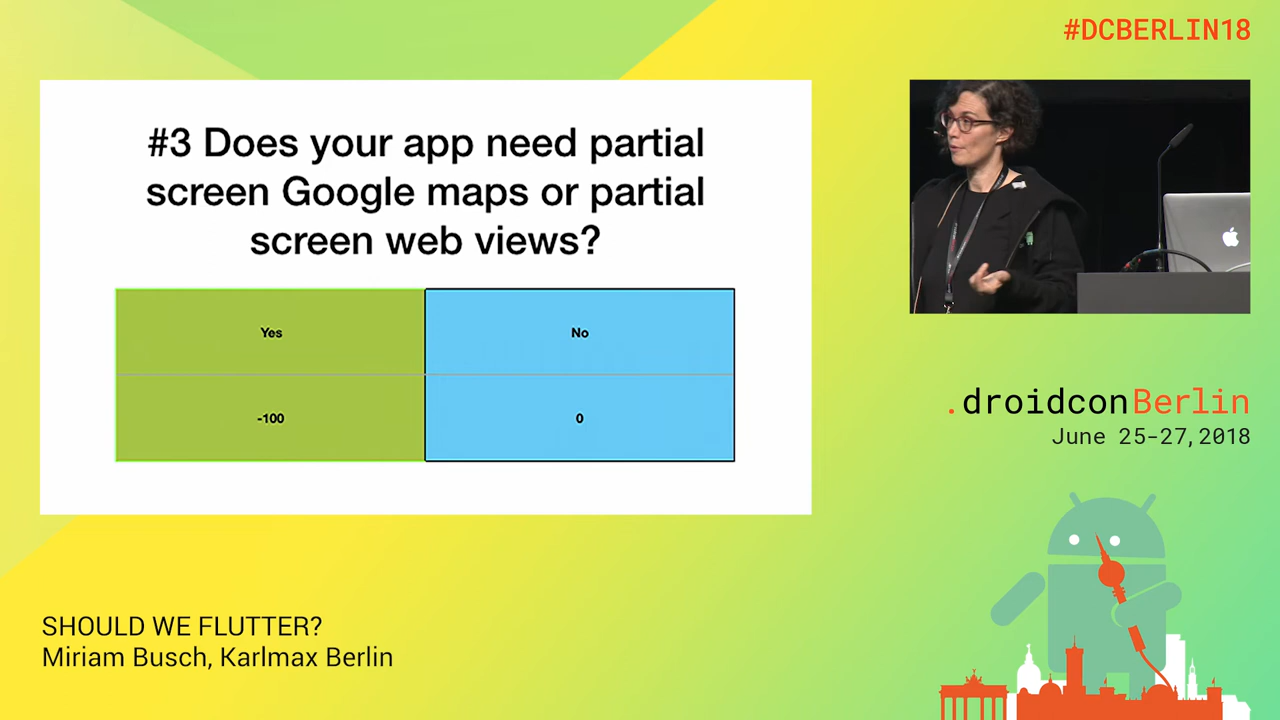 #DCBERLIN18
#3 Does your app need partial
screen Google maps or partial
screen web views?
Yes No
-100 0
.droidconBerlin
June 25-27, 2018
SHOULD WE FLUTTER?
Miriam Busch, Karlmax Berlin